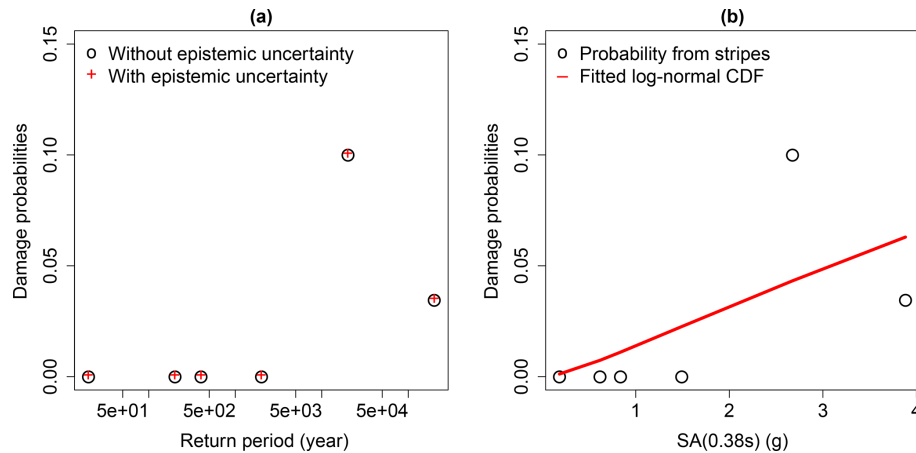 (a)
Without epistemic uncertainty
With epistemic uncertainty
Damage probabilities
0.15
0.10
0.05
0.00
5e+01 5e+02 5e+03 5e+04
Return period (year)
(b)
Probability from stripes
Fitted log-normal CDF
Damage probabilities
0.15
0.10
0.05
0.00
1 2 3 4
SA(0.38s) (g)